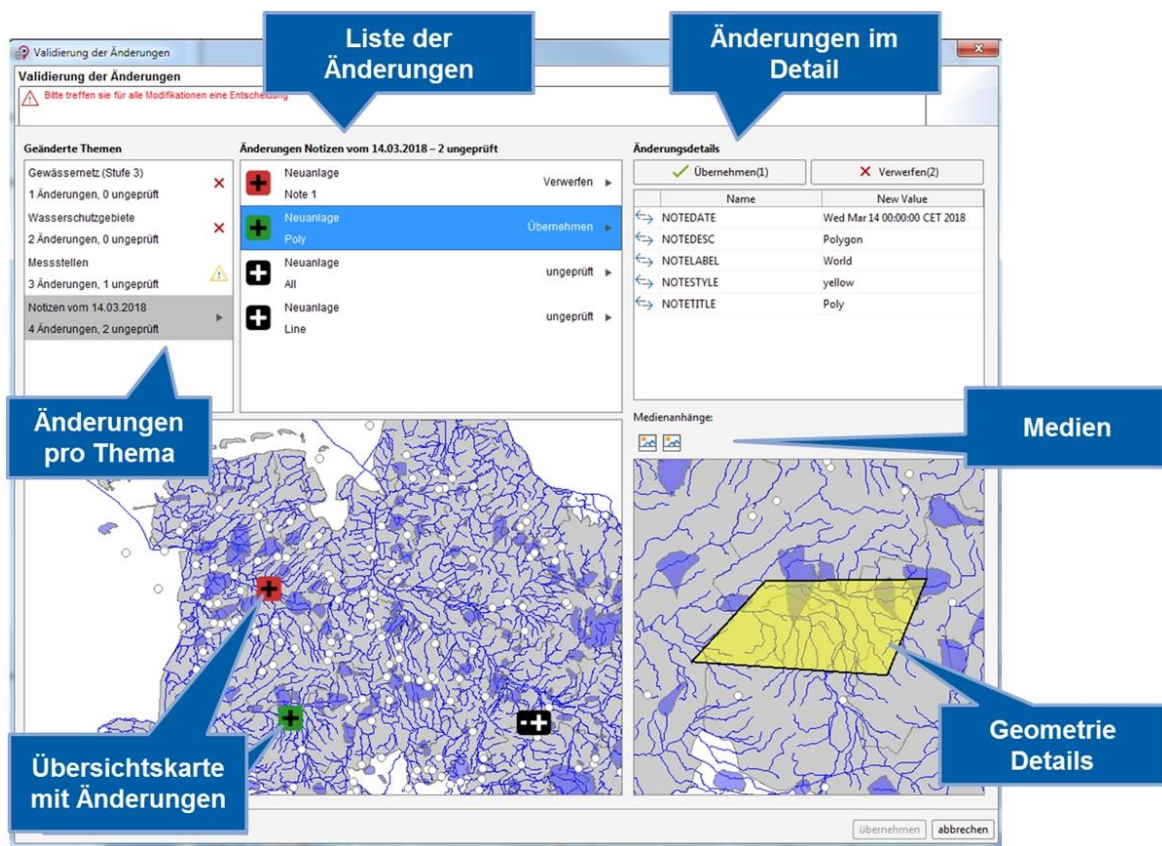 Liste der
Änderungen
Änderungen im
Detail
Validierung der Änderungen
Validierung der Änderungen
Bitte treffen sie für alle Modifikationen eine Entscheidung
Geänderte Themen
Gewässernetz (Stufe 3)
1 Änderungen, 0 ungeprüft
Wasserschutzgebiete
2 Änderungen, 0 ungeprüft
Messstellen
3 Änderungen, 1 ungeprüft
Notizen vom 14.03.2018
4 Änderungen, 2 ungeprüft
Änderungen Notizen vom 14.03.2018 – 2 ungeprüft
Neuanlage
Note 1
Verwerfen
Neuanlage
Poly
Übernehmen
Neuanlage
All
ungeprüft
Neuanlage
Line
ungeprüft
Änderungsdetails
Übernehmen(1) Verwerfen(2)
Name New Value
NOTEDATE Wed Mar 14 00:00:00 CET 2018
NOTEDESC Polygon
NOTELABEL World
NOTESTYLE yellow
NOTETITLE Poly
Änderungen
pro Thema
Medienanhänge:
Medien
Übersichtskarte
mit Änderungen
Geometrie
Details
übernehmen abbrechen